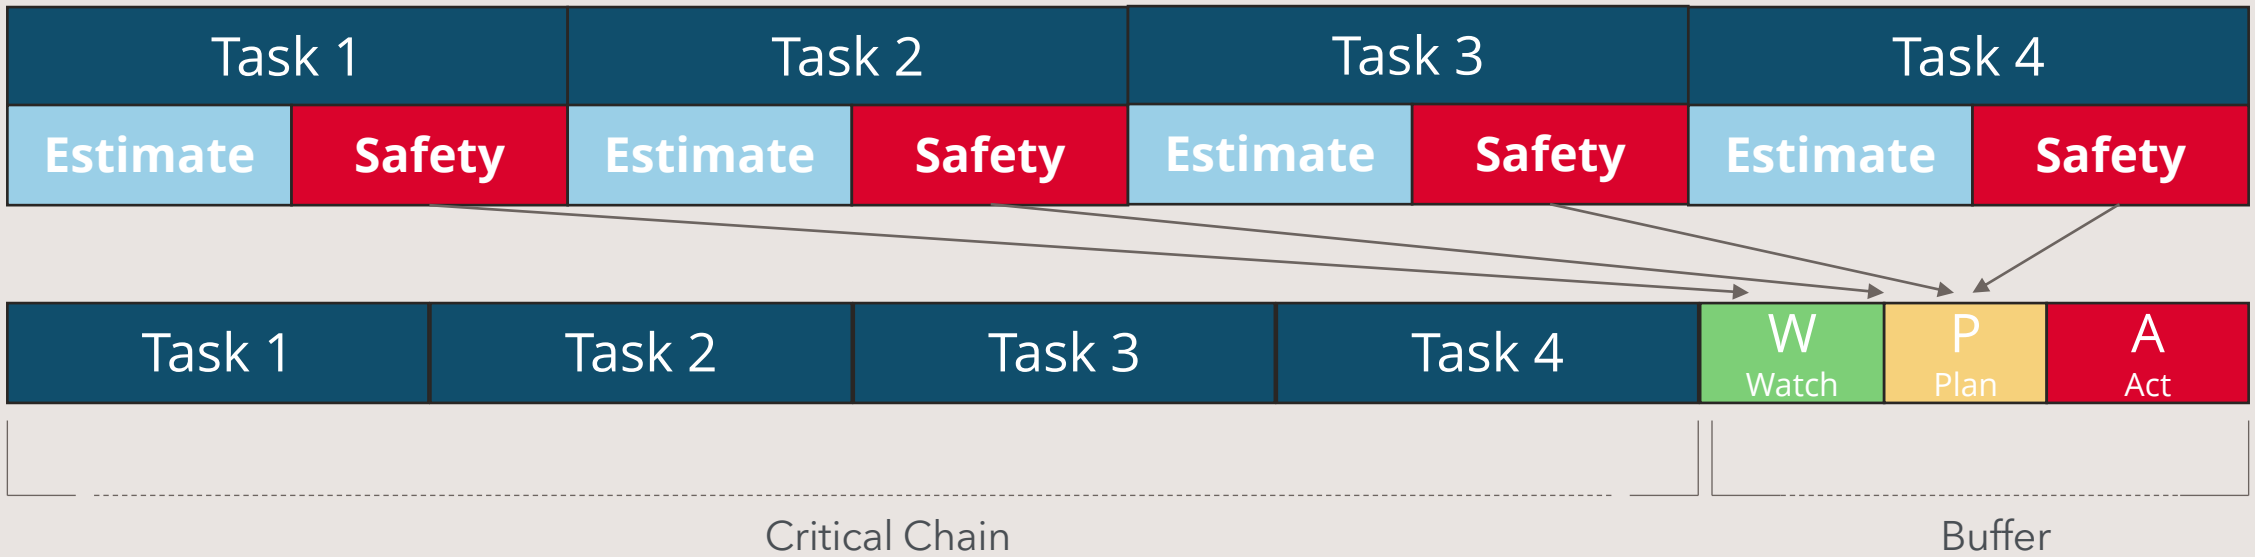 Task 1 Task 2 Task 3 Task 4
Estimate Safety Estimate Safety Estimate Safety Estimate Safety
Task 1 Task 2 Task 3 Task 4 W P A
Watch Plan Act
Critical Chain Buffer